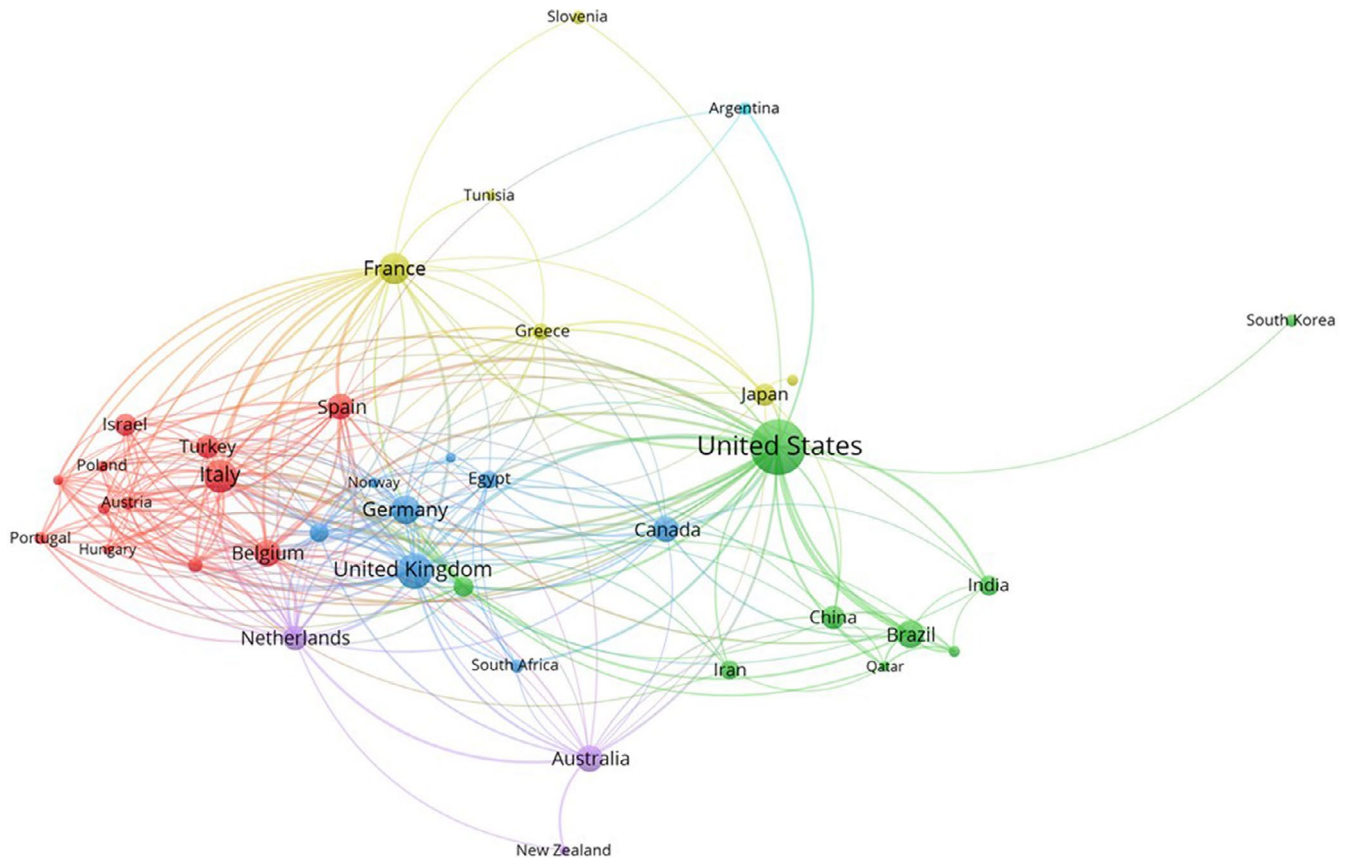 Slovenia
Argentina
Tunisia
France
South Korea
Greece
Japan
Spain
Israel
United States
Turkey
Poland
Italy
Norway
Egypt
Austria
Germany
Canada
Portugal
Hungary
Belgium
United Kingdom
India
China
Brazil
Netherlands
South Africa
Qatar
Iran
Australia
New Zealand